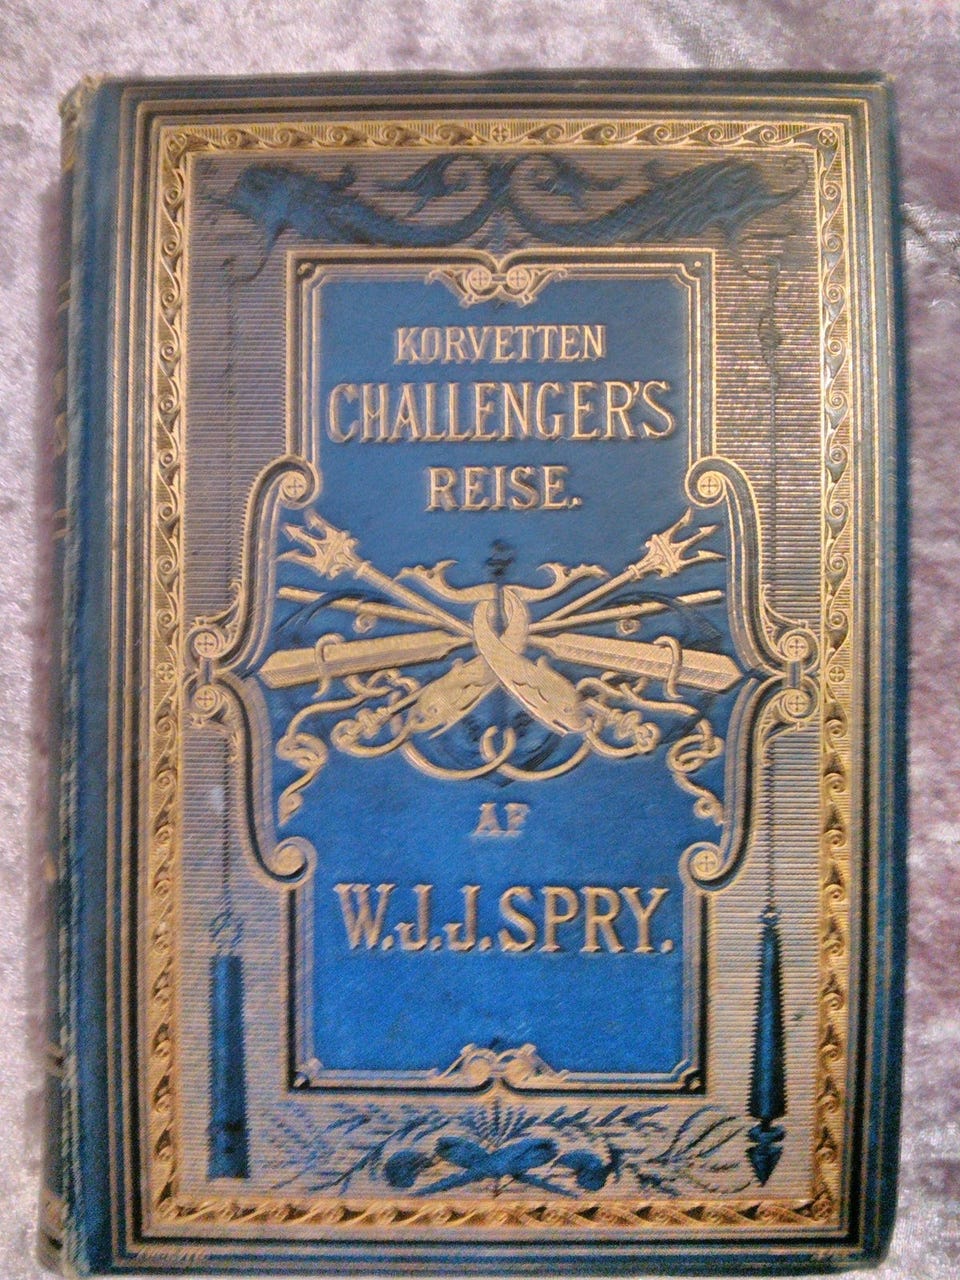 KORVETTEN
CHALLENGER'S
REISE.
AF
W.J.J.SPRY.